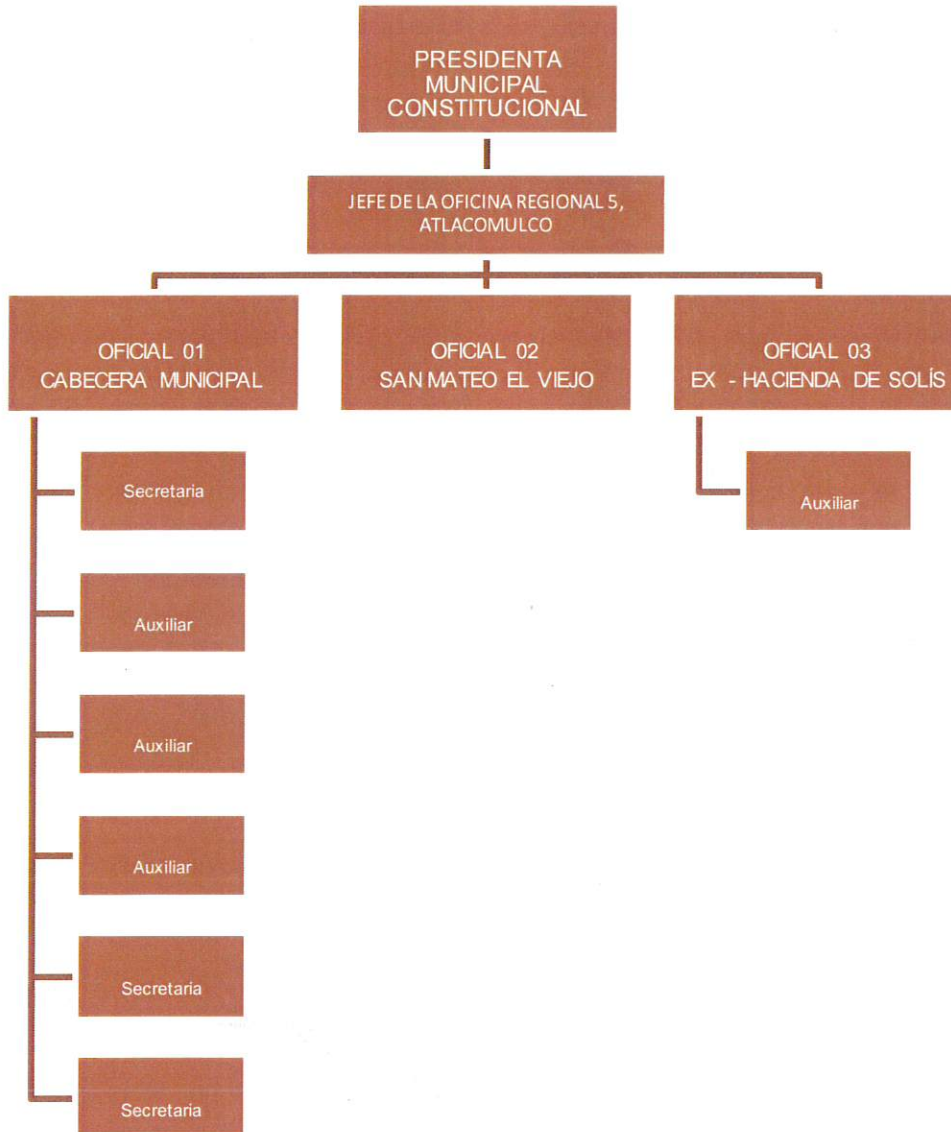 PRESIDENTA
MUNICIPAL
CONSTITUCIONAL
JEFE DE LA OFICINA REGIONAL 5,
ATLACOMULCO
OFICIAL 01
CABECERA MUNICIPAL
OFICIAL 02
SAN MATEO EL VIEJO
OFICIAL 03
EX - HACIENDA DE SOLÍS
Secretaria
Auxiliar
Auxiliar
Auxiliar
Secretaria
Secretaria
Auxiliar